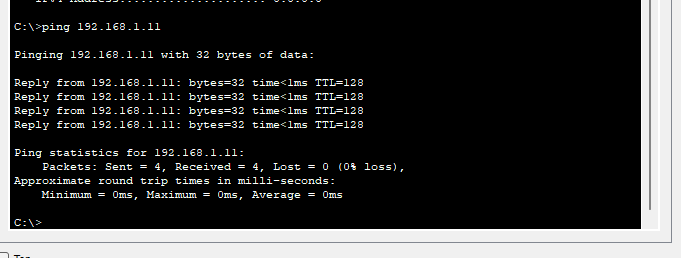 C:\>ping 192.168.1.11
Pinging 192.168.1.11 with 32 bytes of data:
Reply from 192.168.1.11: bytes=32 time<1ms TTL=128
Reply from 192.168.1.11: bytes=32 time<1ms TTL=128
Reply from 192.168.1.11: bytes=32 time<1ms TTL=128
Reply from 192.168.1.11: bytes=32 time<1ms TTL=128
Ping statistics for 192.168.1.11:
Packets: Sent = 4, Received = 4, Lost = 0 (0% loss),
Approximate round trip times in milli-seconds:
Minimum = 0ms, Maximum = 0ms, Average = 0ms
C:\>